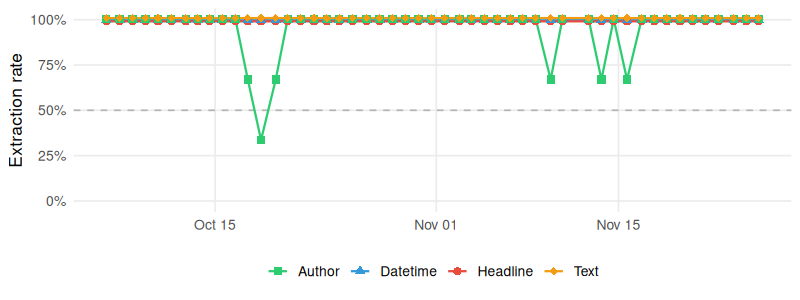 Extraction rate
100%
75%
50%
25%
0%
Oct 15 Nov 01 Nov 15
Author Datetime Headline Text